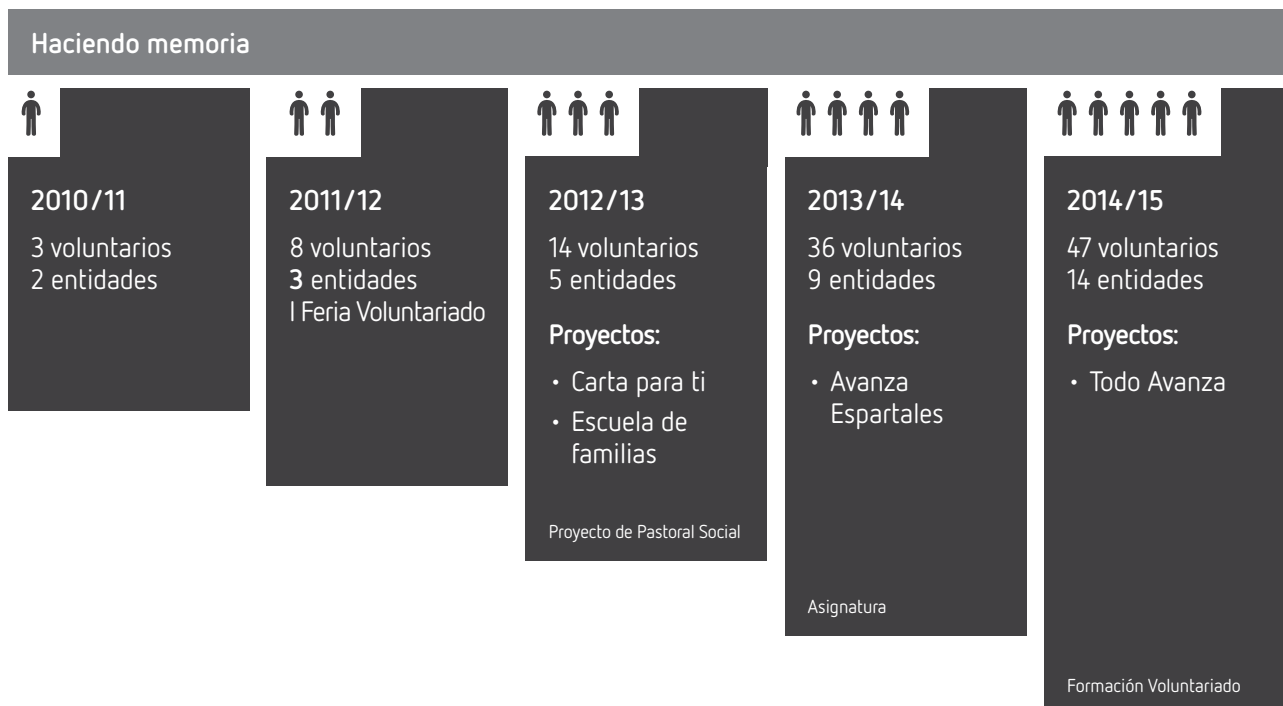 Haciendo memoria
2010/11
3 voluntarios
2 entidades
2011/12
8 voluntarios
3 entidades
I Feria Voluntariado
2012/13
14 voluntarios
5 entidades
Proyectos:
• Carta para ti
• Escuela de
familias
Proyecto de Pastoral Social
2013/14
36 voluntarios
9 entidades
Proyectos:
• Avanza
Espartales
Asignatura
2014/15
47 voluntarios
14 entidades
Proyectos:
• Todo Avanza
Formación Voluntariado